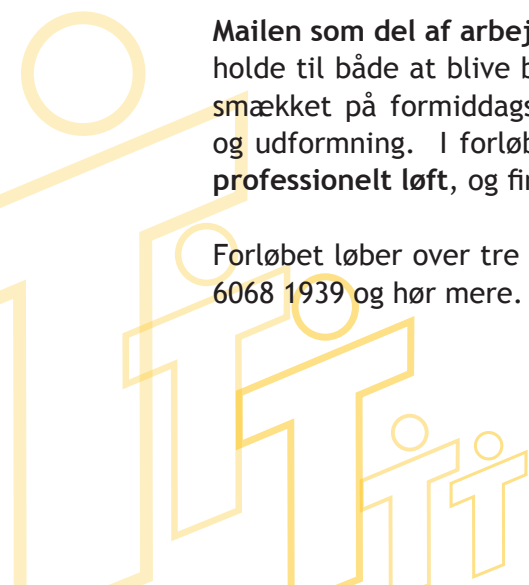 Mailen som del af arbej
holde til både at blive b
smækket på formiddags
og udformning. I forløb
professionelt løft, og fir
Forløbet løber over tre
6068 1939 og hør mere.